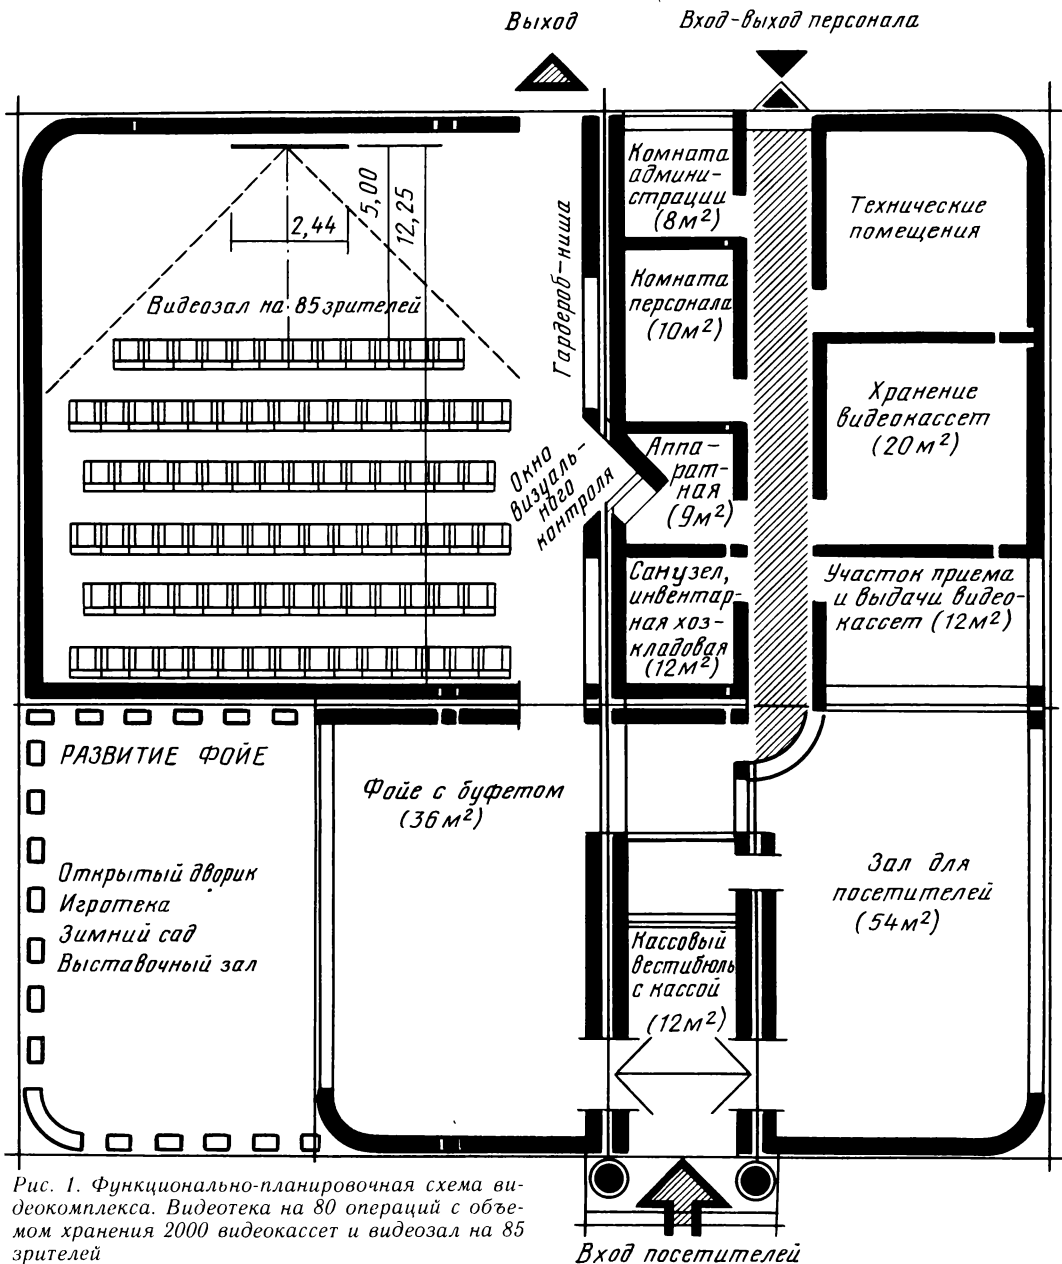 Выход
Вход-выход персонала
Комната
админи-
страции
(8м²)
Технические
помещения
5,00
12,25
2,44
Гардероб-ниша
Видеозал на 85 зрителей
Комната
персонала
(10м²)
Хранение
видеокассет
(20м²)
Окно
визуаль-
ного
контроля
Аппа-
рат-
ная
(9м²)
Санузел,
инвентар-
ная хоз-
кладовая
(12м²)
Участок приема
и выдачи видео-
кассет (12м²)
РАЗВИТИЕ ФОЙЕ
Фойе с буфетом
(36м²)
Открытый дворик
Игротека
Зимний сад
Выставочный зал
Зал для
посетителей
(54м²)
Кассовый
вестибюль
с кассой
(12м²)
Рис. 1. Функционально-планировочная схема ви-
деокомплекса. Видеотека на 80 операций с объе-
мом хранения 2000 видеокассет и видеозал на 85
зрителей
Вход посетителей